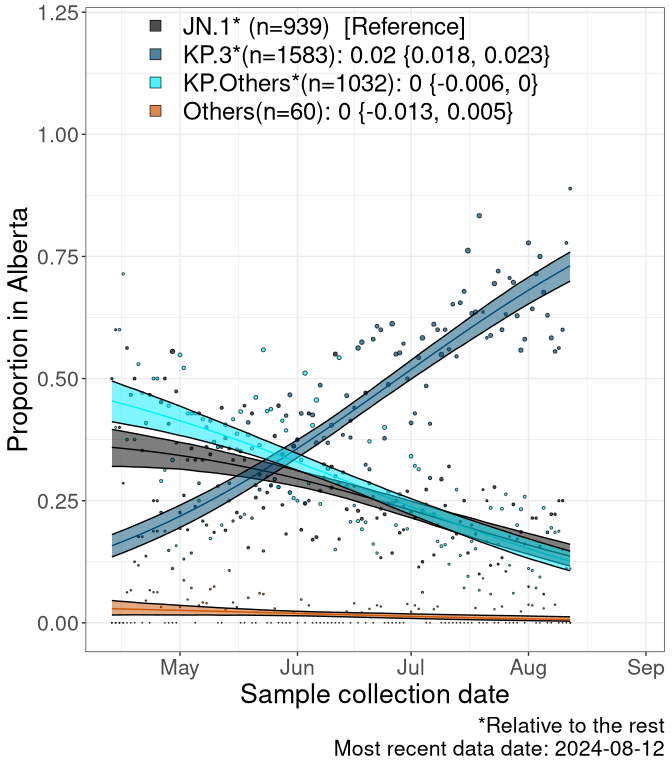 1.25
JN.1* (n=939) [Reference]
KP.3*(n=1583): 0.02 {0.018, 0.023}
KP.Others*(n=1032): 0 {-0.006, 0}
Others(n=60): 0 {-0.013, 0.005}
1.00
0.75
0.50
0.25
0.00
Proportion in Alberta
May Jun Jul Aug Sep
Sample collection date
*Relative to the rest
Most recent data date: 2024-08-12